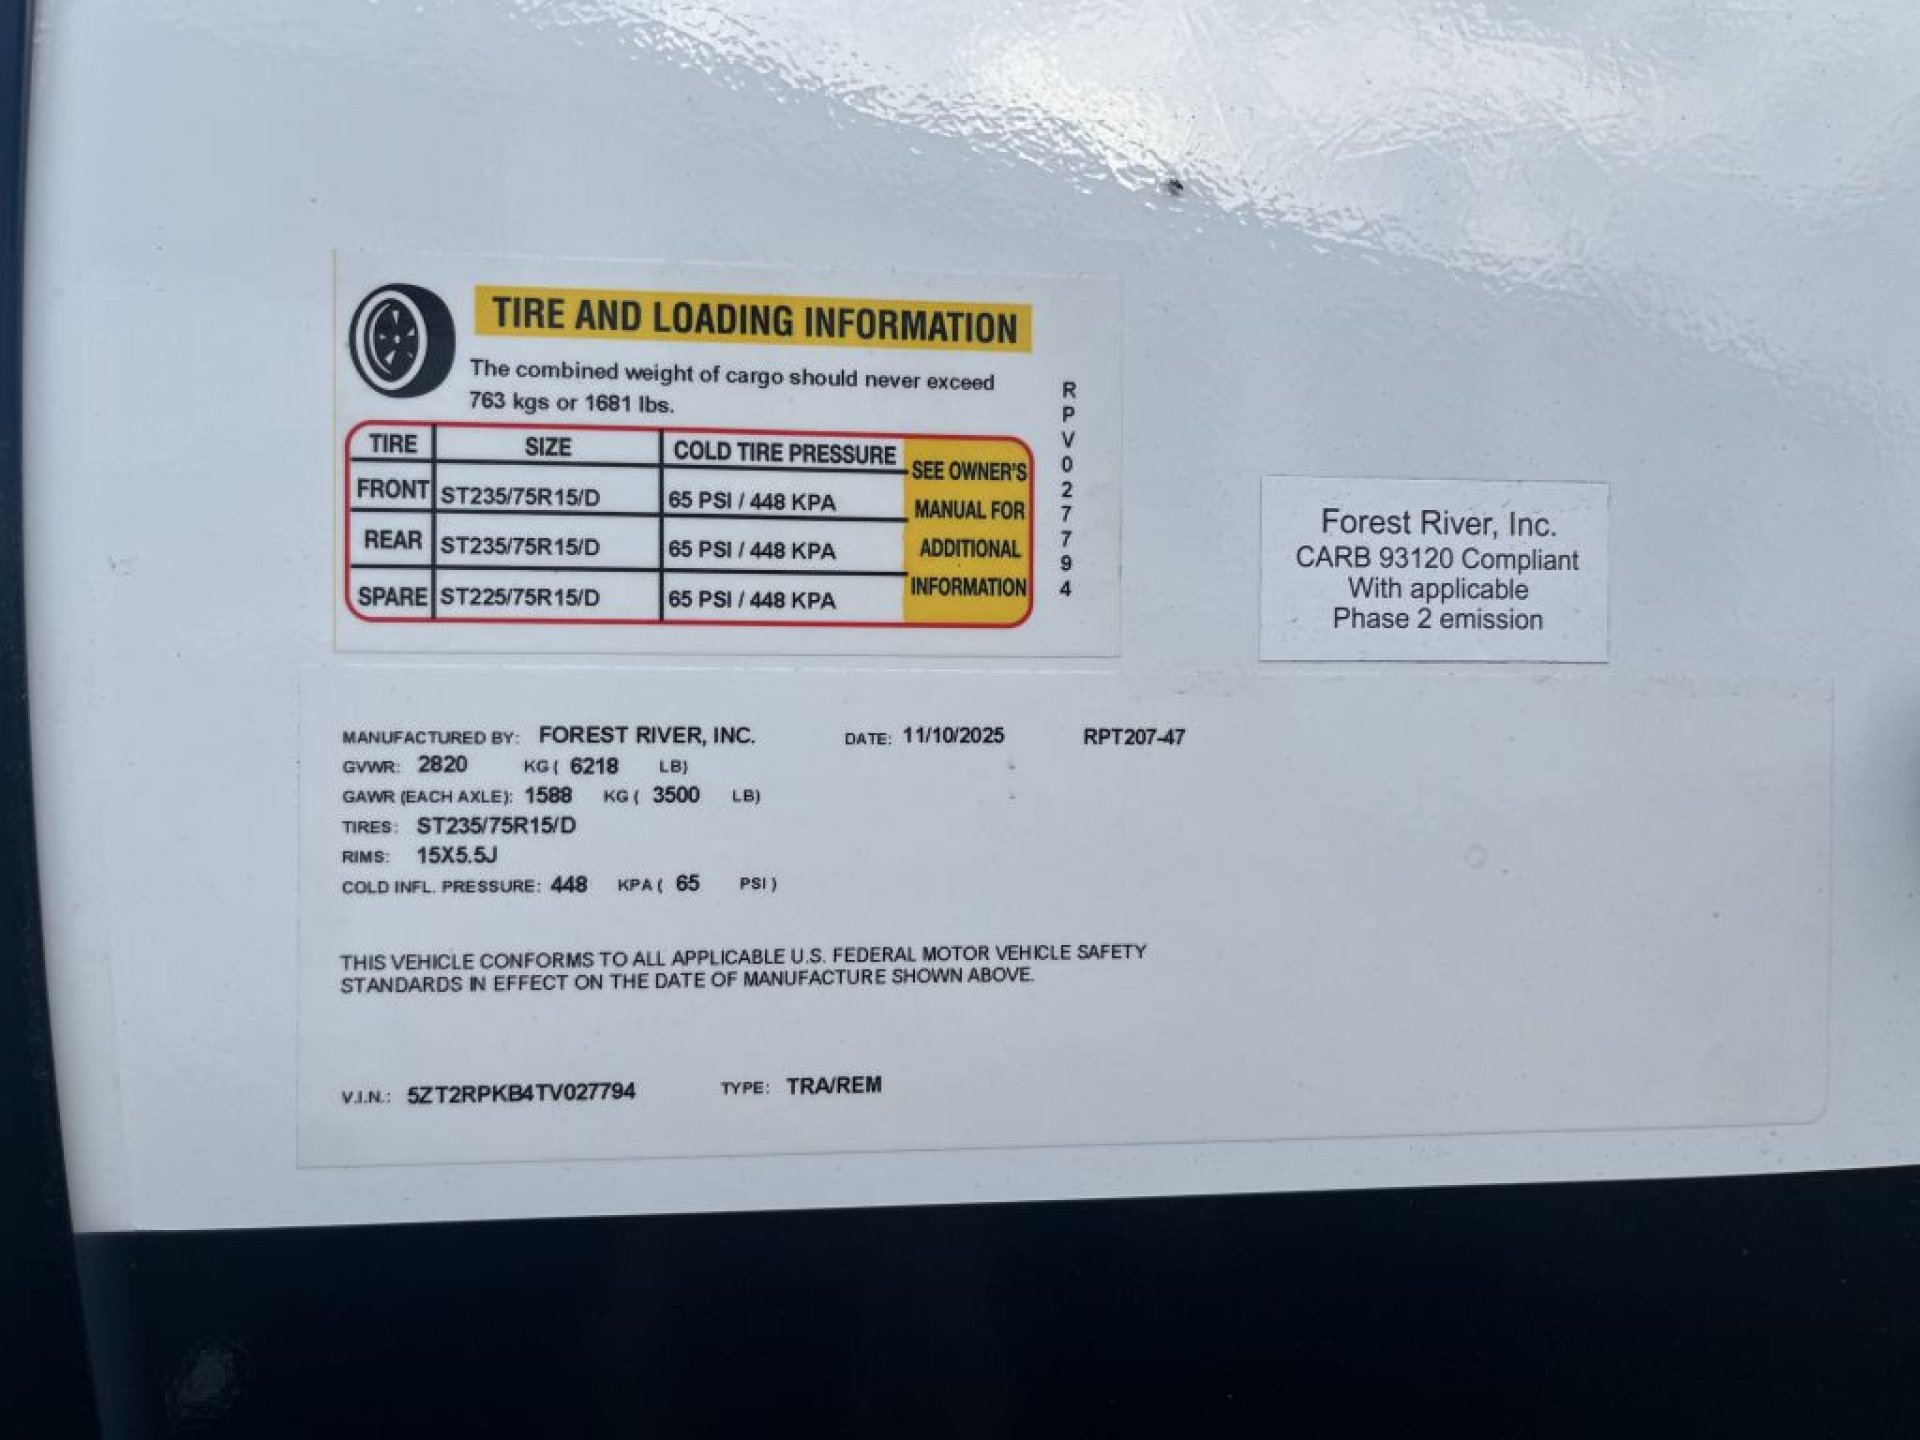 TIRE AND LOADING INFORMATION
The combined weight of cargo should never exceed
763 kgs or 1681 lbs.
TIRE SIZE COLD TIRE PRESSURE
FRONT ST235/75R15/D 65 PSI / 448 KPA
REAR ST235/75R15/D 65 PSI / 448 KPA
SPARE ST225/75R15/D 65 PSI / 448 KPA
SEE OWNER'S
MANUAL FOR
ADDITIONAL
INFORMATION
RPV027794
Forest River, Inc.
CARB 93120 Compliant
With applicable
Phase 2 emission
MANUFACTURED BY: FOREST RIVER, INC. DATE: 11/10/2025 RPT207-47
GVWR: 2820 KG ( 6218 LB)
GAWR (EACH AXLE): 1588 KG ( 3500 LB)
TIRES: ST235/75R15/D
RIMS: 15X5.5J
COLD INFL. PRESSURE: 448 KPA ( 65 PSI )
THIS VEHICLE CONFORMS TO ALL APPLICABLE U.S. FEDERAL MOTOR VEHICLE SAFETY
STANDARDS IN EFFECT ON THE DATE OF MANUFACTURE SHOWN ABOVE.
V.I.N.: 5ZT2RPKB4TV027794 TYPE: TRA/REM